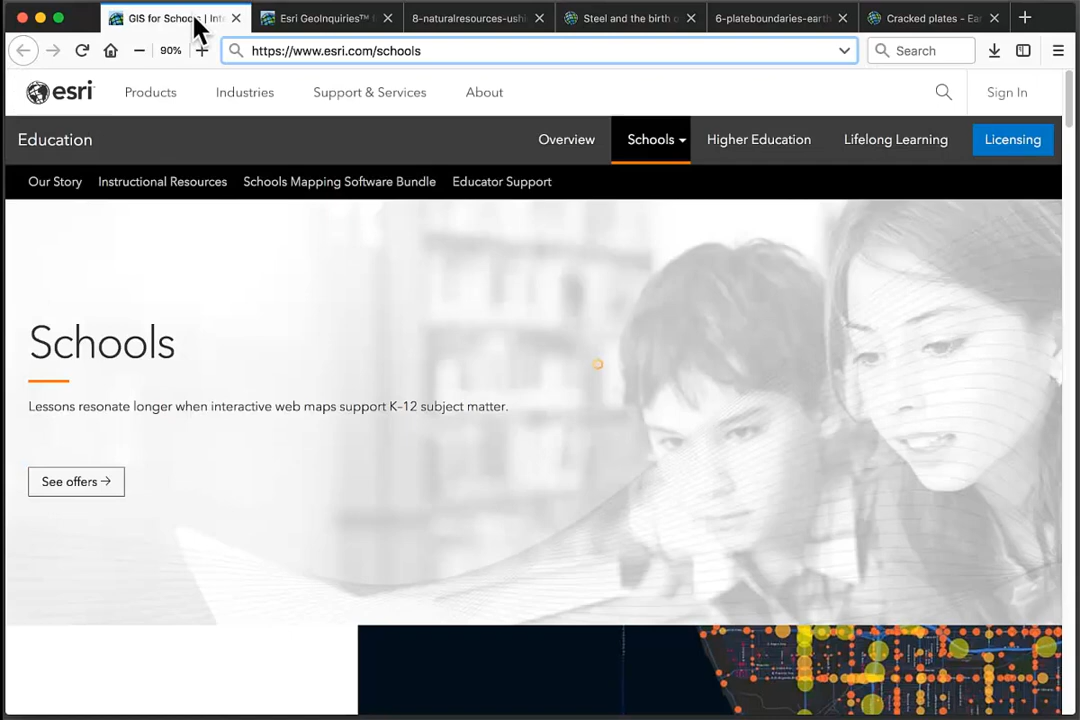 GIS for Schools | Inte
Esri GeoInquiries™ |
8-naturalresources-ushi
Steel and the birth o
6-plateboundaries-earth
Cracked plates - Ear
90%
https://www.esri.com/schools
Search
esri
Products
Industries
Support & Services
About
Sign In
Education
Overview
Schools
Higher Education
Lifelong Learning
Licensing
Our Story
Instructional Resources
Schools Mapping Software Bundle
Educator Support
Schools
Lessons resonate longer when interactive web maps support K-12 subject matter.
See offers →